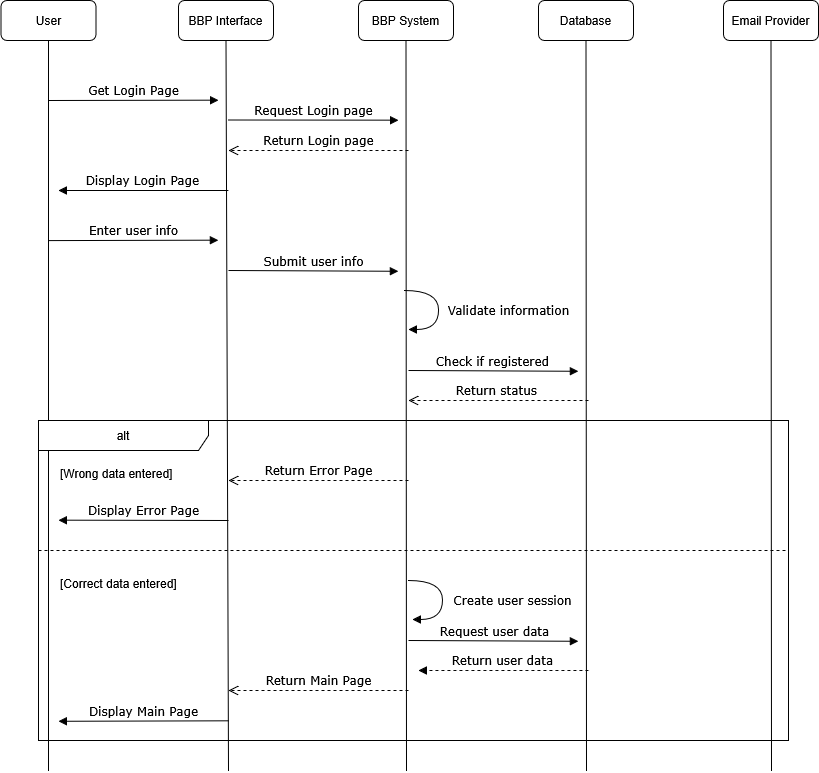 User
BBP Interface
BBP System
Database
Email Provider
Get Login Page
Request Login page
Return Login page
Display Login Page
Enter user info
Submit user info
Validate information
Check if registered
Return status
alt
[Wrong data entered]
Return Error Page
Display Error Page
[Correct data entered]
Create user session
Request user data
Return user data
Return Main Page
Display Main Page